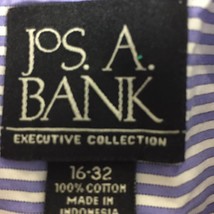 JOS. A.
BANK
EXECUTIVE COLLECTION
16-32
100% COTTON
MADE IN
INDONESIA